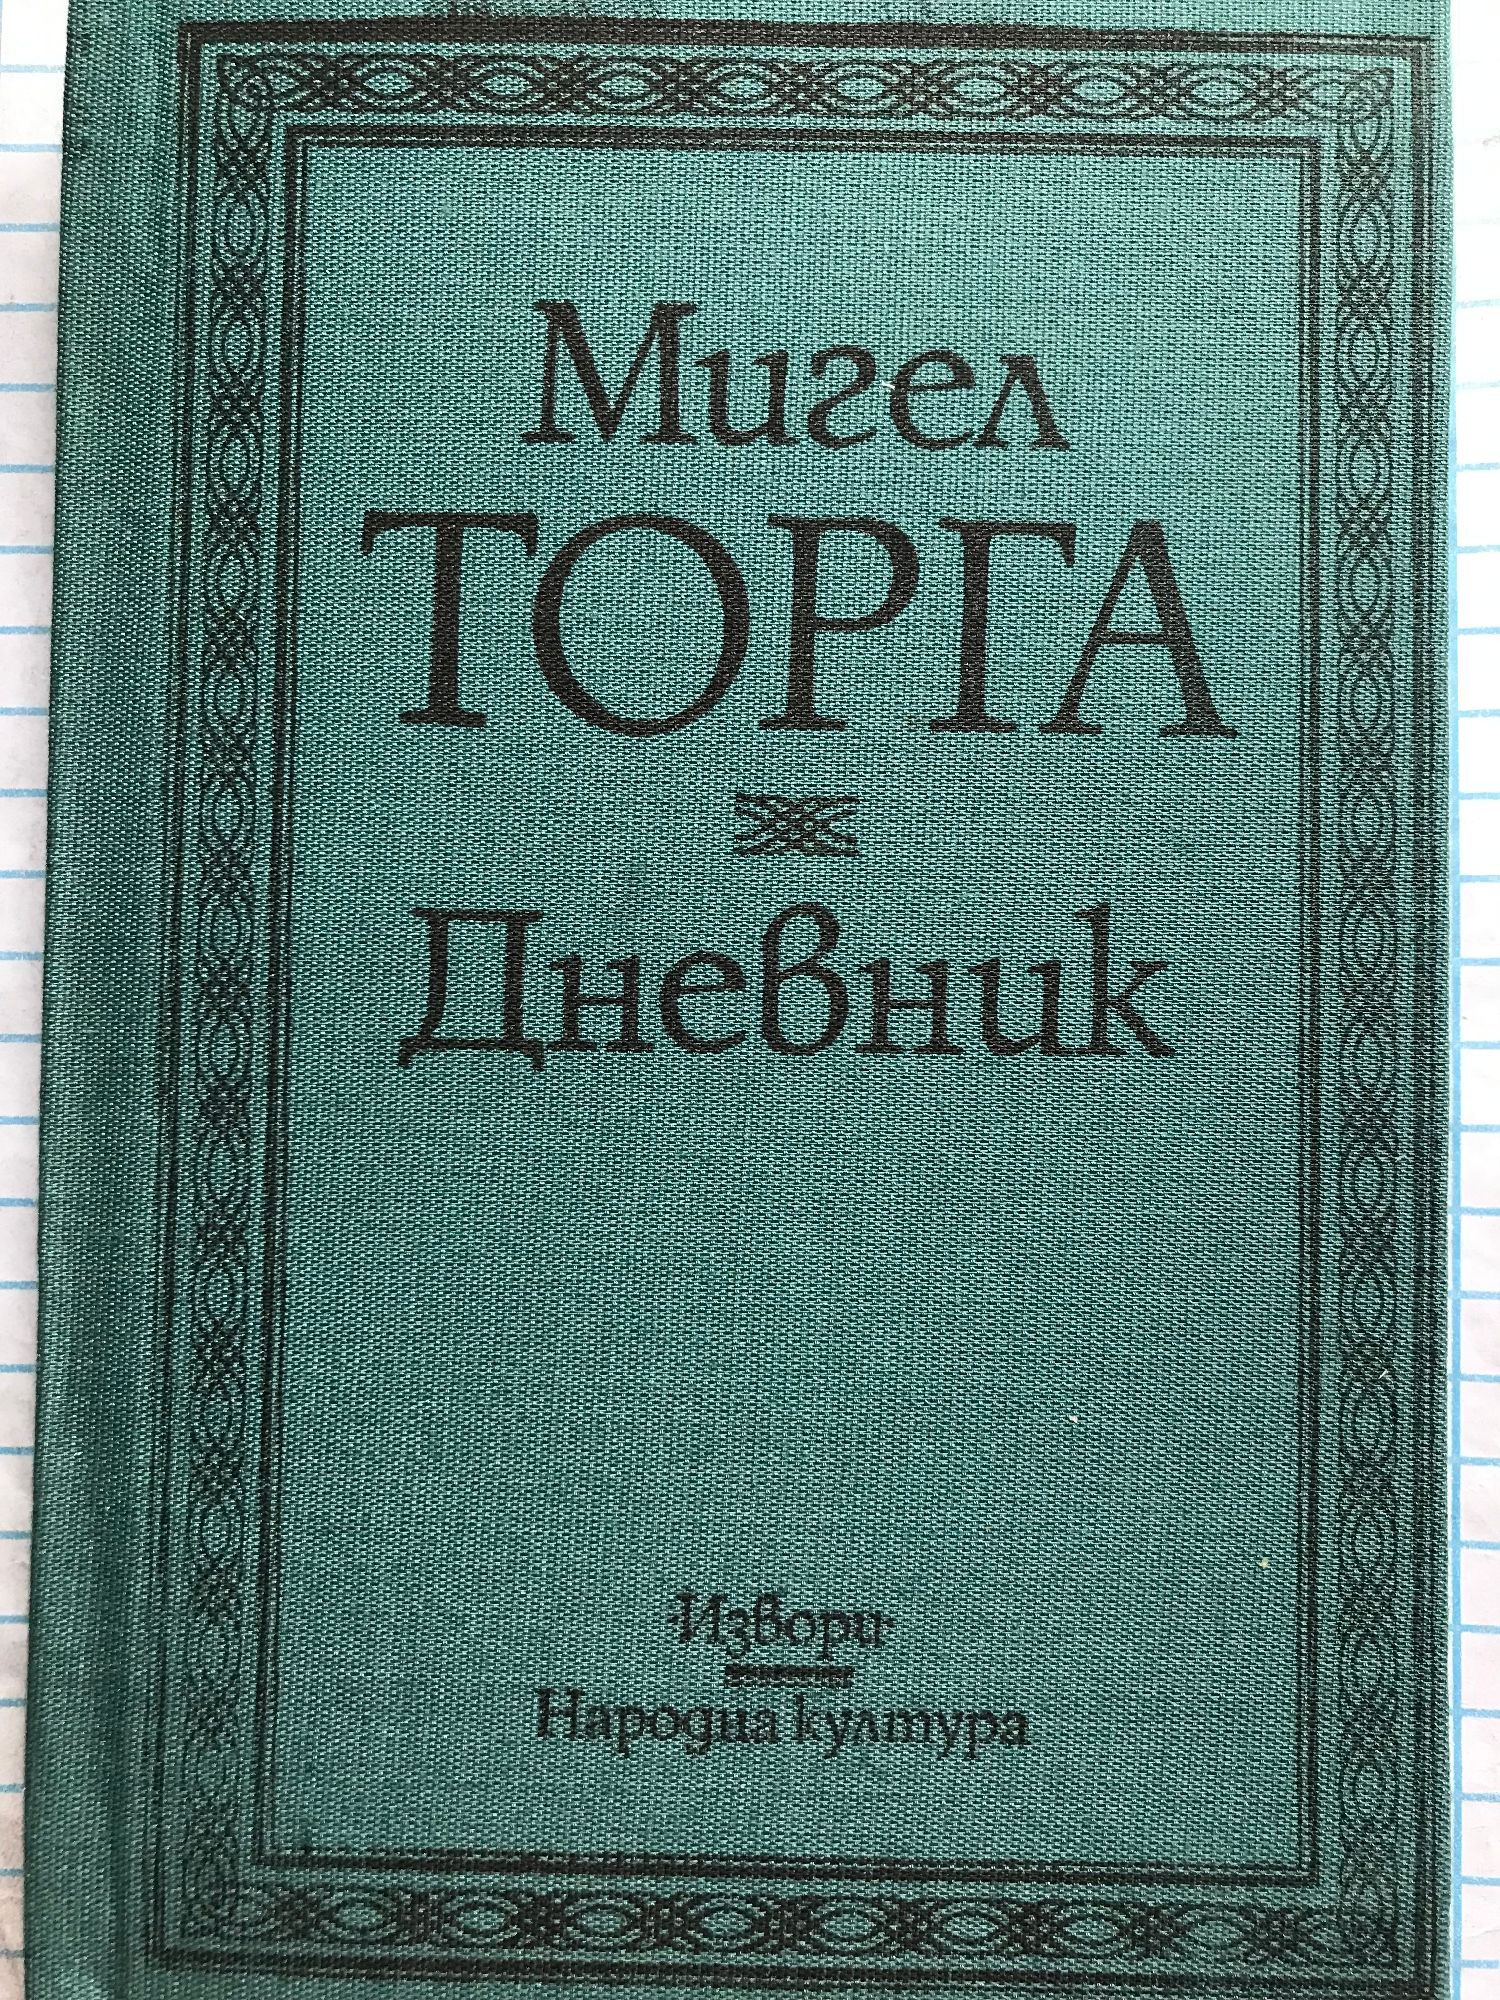 Мигел
ТОРГА
Дневник
·Извори·
Народна култура